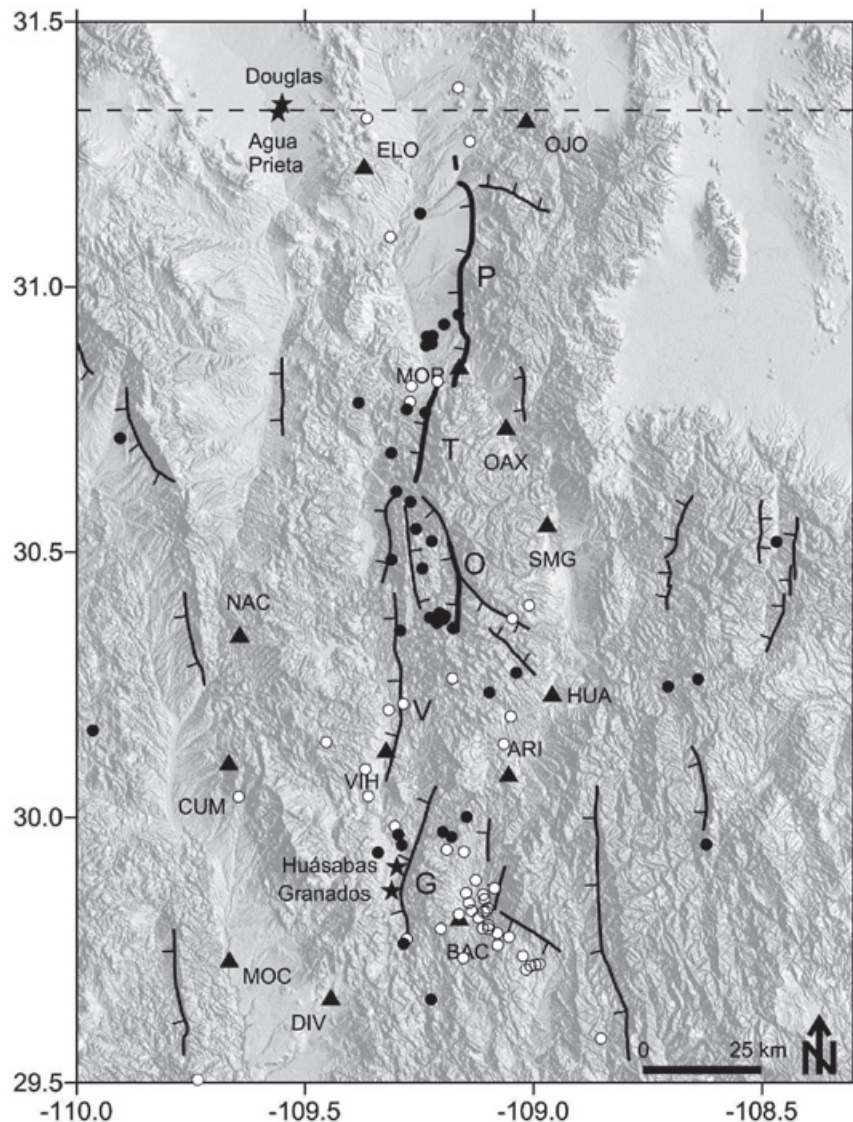 31.5
Douglas
Agua
Prieta
ELO
OJO
31.0
P
MOR
T
OAX
30.5
O
SMG
NAC
HUA
V
ARI
VIH
CUM
30.0
Huásabas
Granados
G
BAC
MOC
DIV
N
0 25 km
29.5
-110.0 -109.5 -109.0 -108.5